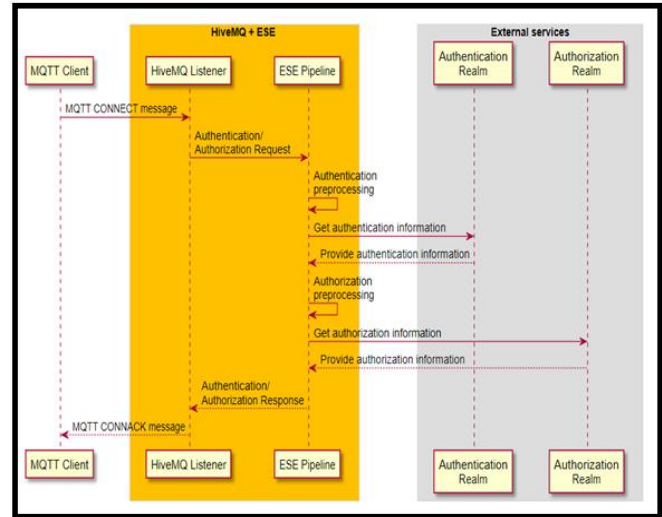 HiveMQ + ESE
External services
MQTT Client
HiveMQ Listener
ESE Pipeline
Authentication
Realm
Authorization
Realm
MQTT CONNECT message
Authentication/
Authorization Request
Authentication
preprocessing
Get authentication information
Provide authentication information
Authorization
preprocessing
Get authorization information
Provide authorization information
Authentication/
Authorization Response
MQTT CONNACK message
MQTT Client
HiveMQ Listener
ESE Pipeline
Authentication
Realm
Authorization
Realm